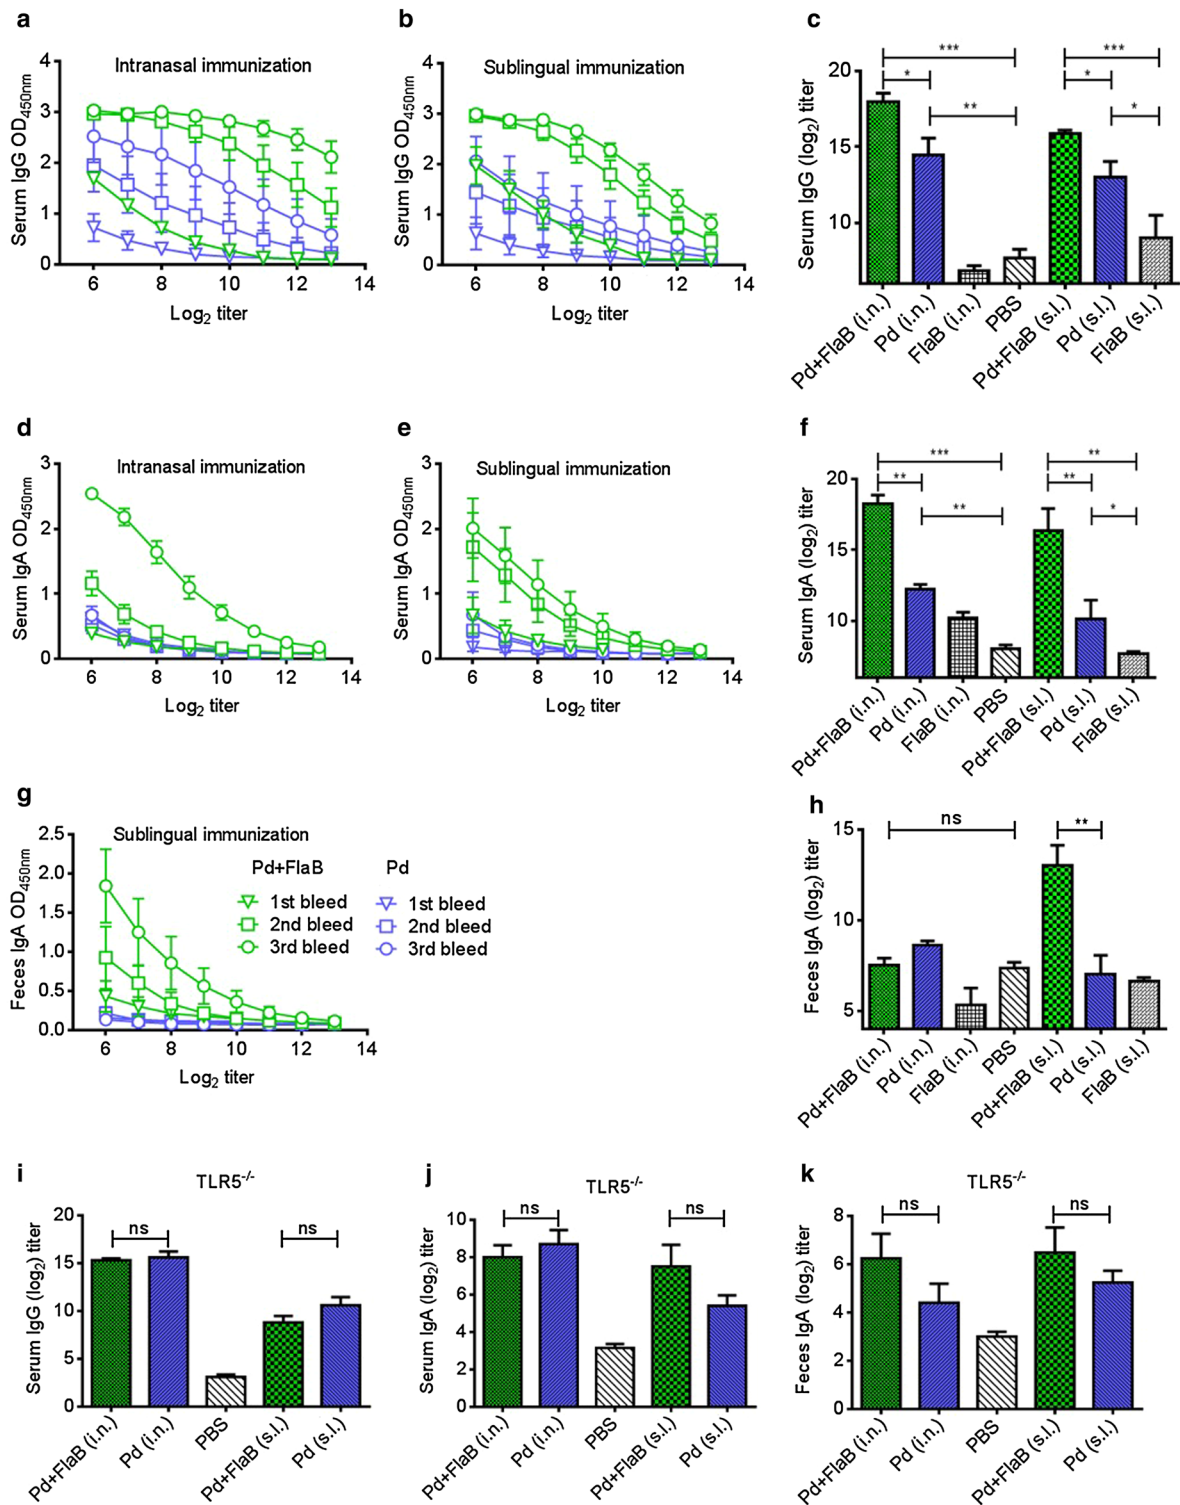 a
Intranasal immunization
Serum IgG OD450nm
4
3
2
1
0
6 8 10 12 14
Log2 titer
b
Sublingual immunization
Serum IgG OD450nm
4
3
2
1
0
6 8 10 12 14
Log2 titer
c
Serum IgG (log2) titer
20
15
10
*** ***
* *
** *
Pd+FlaB (i.n.)
Pd (i.n.)
FlaB (i.n.)
PBS
Pd+FlaB (s.l.)
Pd (s.l.)
FlaB (s.l.)
d
Intranasal immunization
Serum IgA OD450nm
3
2
1
0
6 8 10 12 14
Log2 titer
e
Sublingual immunization
Serum IgA OD450nm
3
2
1
0
6 8 10 12 14
Log2 titer
f
Serum IgA (log2) titer
20
15
10
*** **
** **
** *
Pd+FlaB (i.n.)
Pd (i.n.)
FlaB (i.n.)
PBS
Pd+FlaB (s.l.)
Pd (s.l.)
FlaB (s.l.)
g
Sublingual immunization
Feces IgA OD450nm
2.5
2.0
1.5
1.0
0.5
0.0
6 8 10 12 14
Log2 titer
Pd+FlaB Pd
1st bleed 1st bleed
2nd bleed 2nd bleed
3rd bleed 3rd bleed
h
Feces IgA (log2) titer
15
10
5
ns **
Pd+FlaB (i.n.)
Pd (i.n.)
FlaB (i.n.)
PBS
Pd+FlaB (s.l.)
Pd (s.l.)
FlaB (s.l.)
i
TLR5-/-
Serum IgG (log2) titer
20
15
10
5
0
ns ns
Pd+FlaB (i.n.)
Pd (i.n.)
PBS
Pd+FlaB (s.l.)
Pd (s.l.)
j
TLR5-/-
Serum IgA (log2) titer
10
8
6
4
2
0
ns ns
Pd+FlaB (i.n.)
Pd (i.n.)
PBS
Pd+FlaB (s.l.)
Pd (s.l.)
k
TLR5-/-
Feces IgA (log2) titer
8
6
4
2
0
ns ns
Pd+FlaB (i.n.)
Pd (i.n.)
PBS
Pd+FlaB (s.l.)
Pd (s.l.)